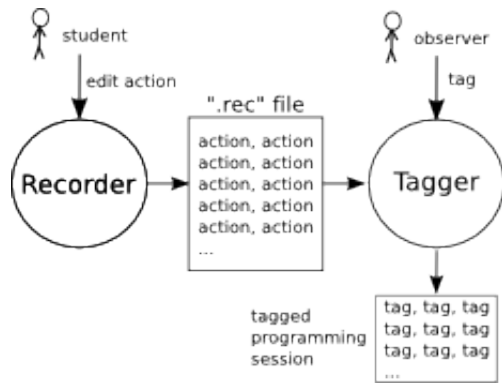 student
edit action
Recorder
".rec" file
action, action
action, action
action, action
action, action
action, action
...
observer
tag
Tagger
tagged
programming
session
tag, tag, tag
tag, tag, tag
tag, tag, tag
...